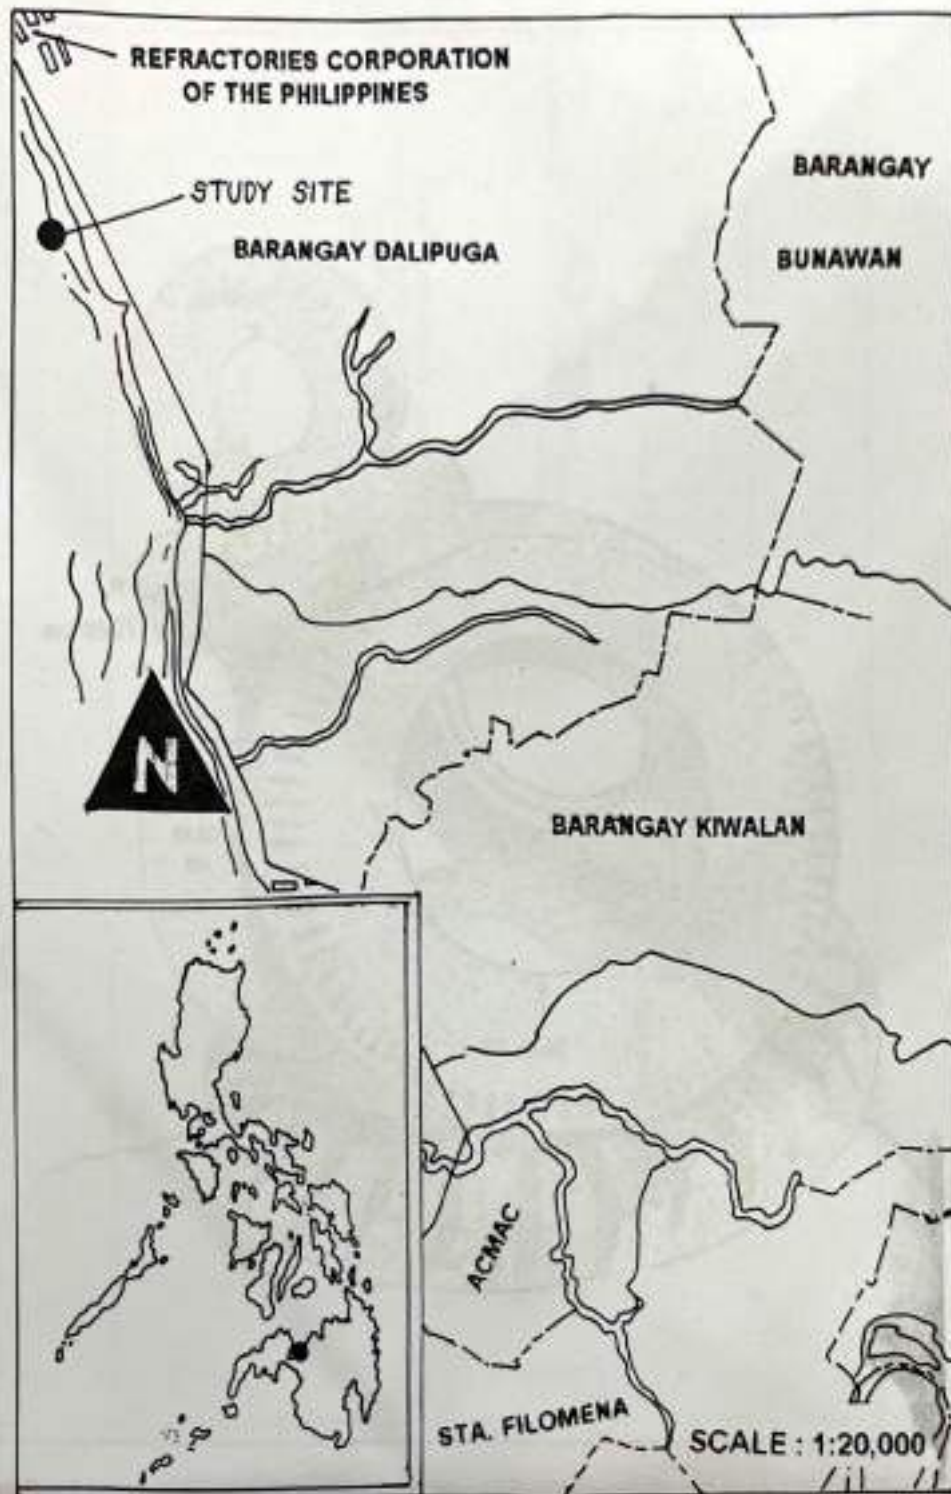 REFRACTORIES CORPORATION
OF THE PHILIPPINES
STUDY SITE
BARANGAY DALIPUGA
BARANGAY
BUNAWAN
N
BARANGAY KIWALAN
ACMAC
STA. FILOMENA
SCALE : 1:20,000